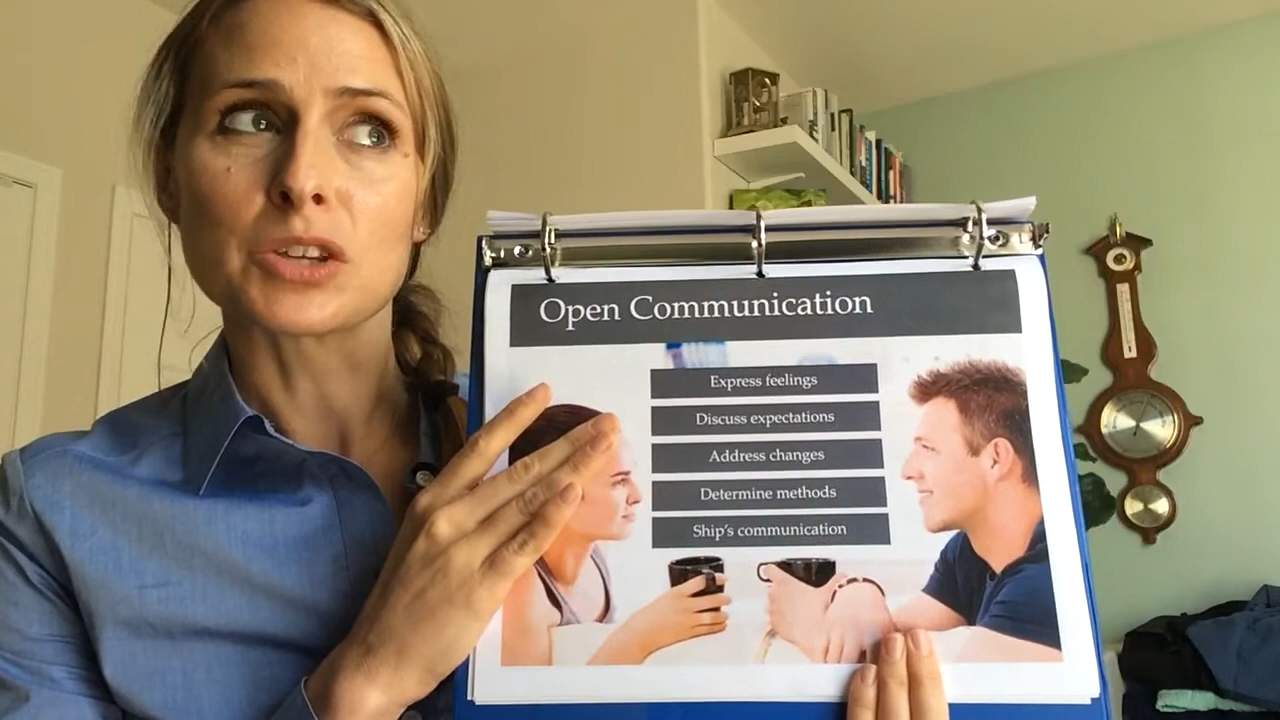 Open Communication
Express feelings
Discuss expectations
Address changes
Determine methods
Ship's communication